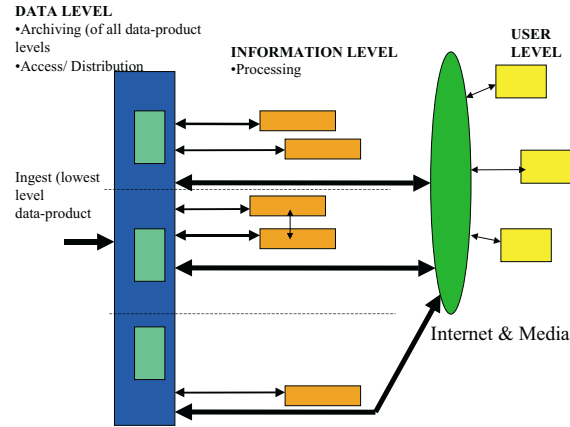 DATA LEVEL
•Archiving (of all data-product
levels
•Access/ Distribution
INFORMATION LEVEL
•Processing
USER
LEVEL
Ingest (lowest
level
data-product
Internet & Media